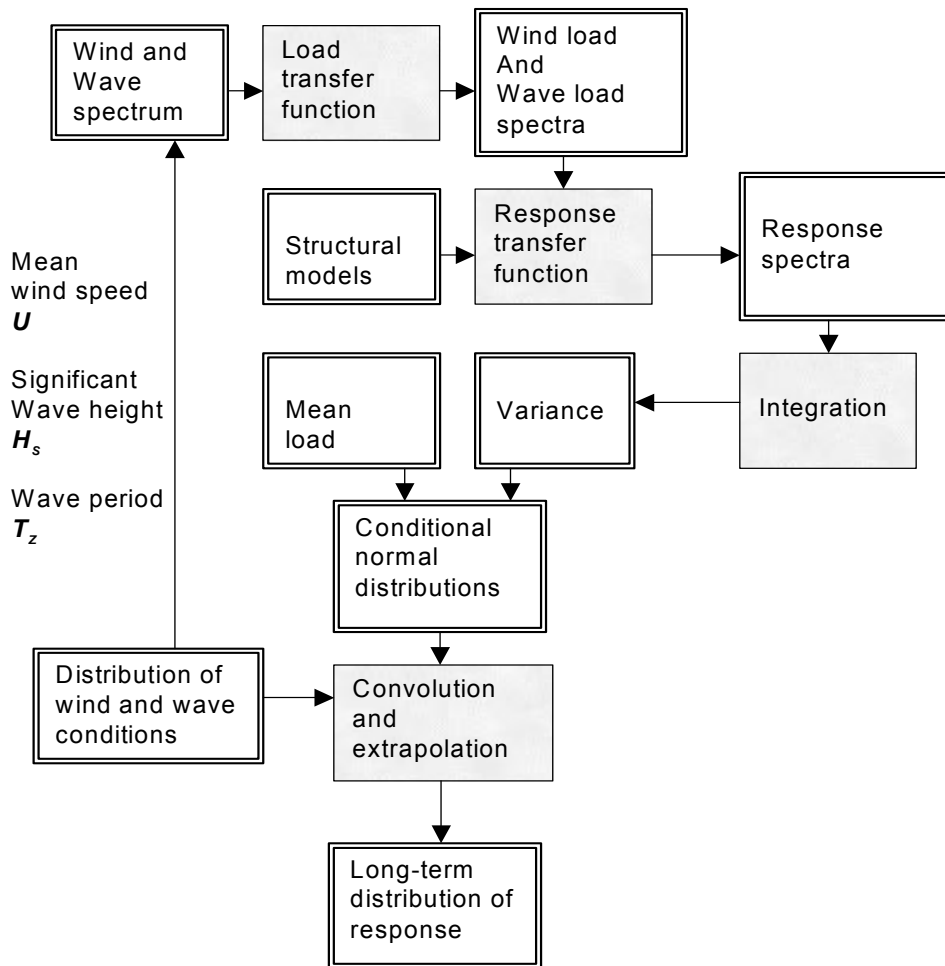 Wind and
Wave
spectrum
Load
transfer
function
Wind load
And
Wave load
spectra
Structural
models
Response
transfer
function
Response
spectra
Mean
wind speed
U
Significant
Wave height
Hs
Wave period
Tz
Mean
load
Variance
Integration
Conditional
normal
distributions
Distribution of
wind and wave
conditions
Convolution
and
extrapolation
Long-term
distribution of
response